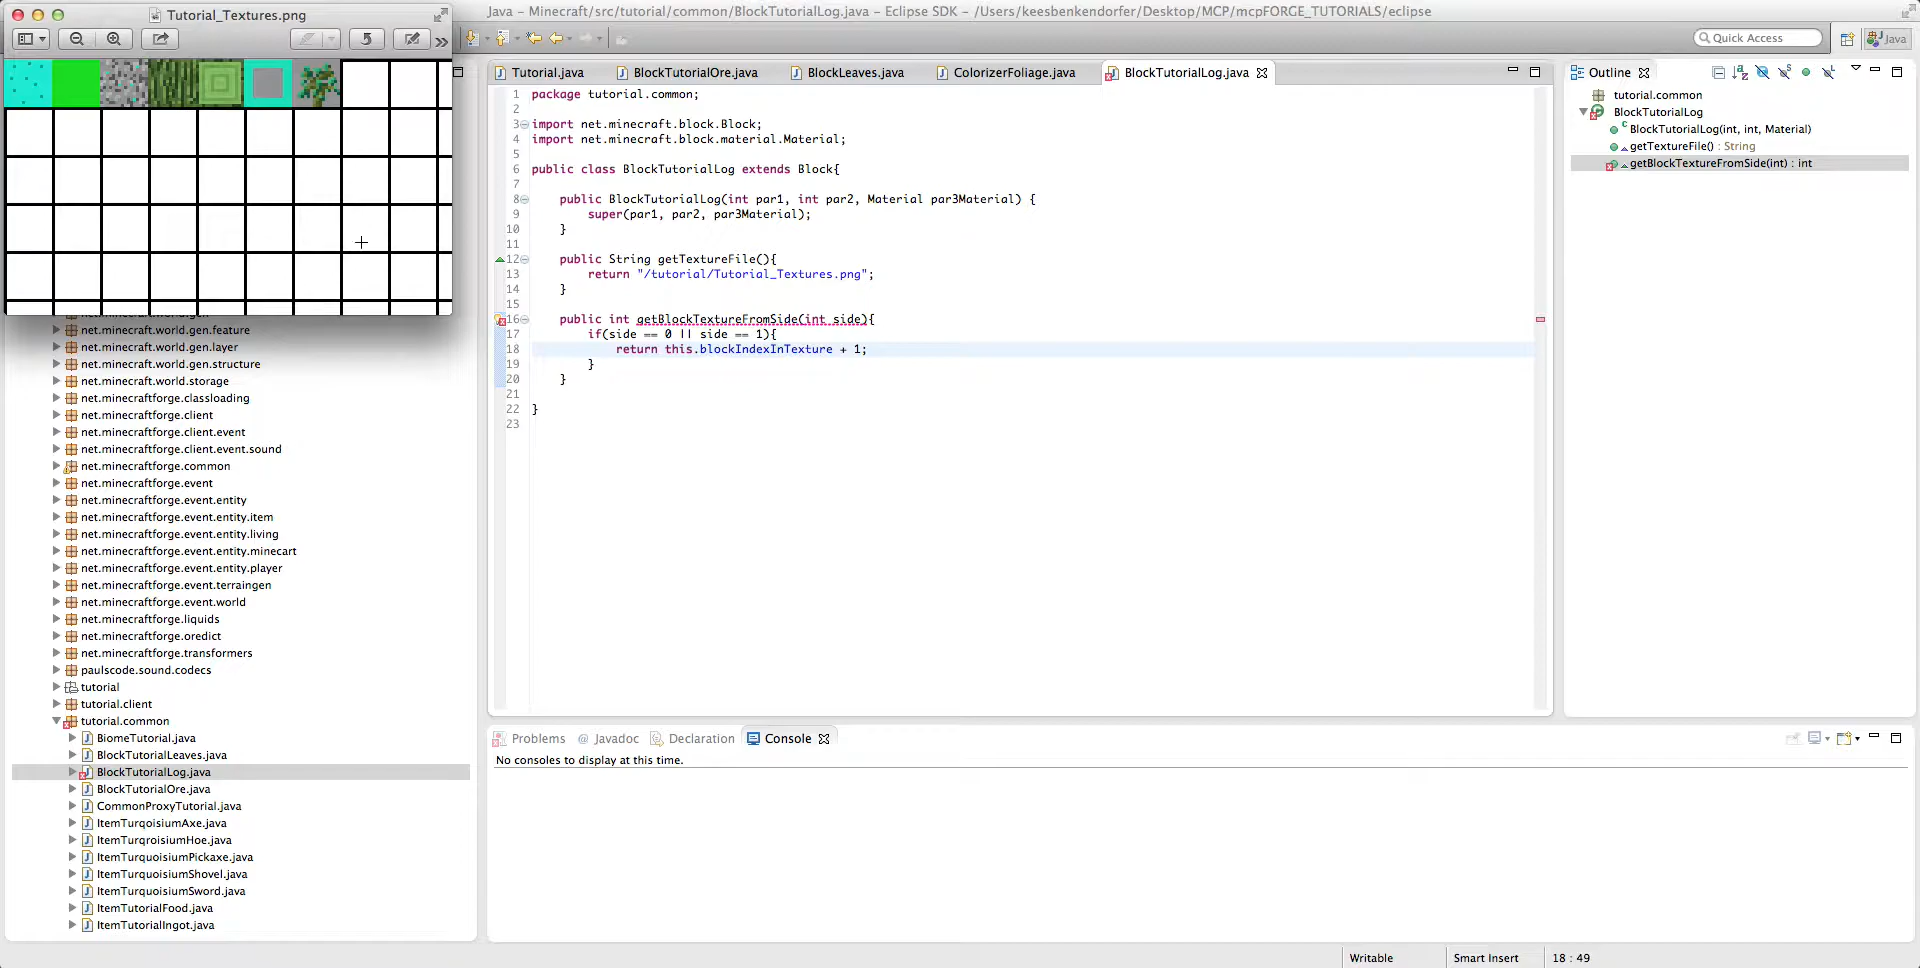 Tutorial_Textures.png
Java – Minecraft/src/tutorial/common/BlockTutorialLog.java – Eclipse SDK – /Users/keesbenkendorfer/Desktop/MCP/mcpFORGE_TUTORIALS/eclipse
Quick Access
Java
Tutorial.java
BlockTutorialOre.java
BlockLeaves.java
ColorizerFoliage.java
BlockTutorialLog.java
1 package tutorial.common;
2
3 import net.minecraft.block.Block;
4 import net.minecraft.block.material.Material;
5
6 public class BlockTutorialLog extends Block{
7
8 public BlockTutorialLog(int par1, int par2, Material par3Material) {
9 super(par1, par2, par3Material);
10 }
11
12 public String getTextureFile(){
13 return "/tutorial/Tutorial_Textures.png";
14 }
15
16 public int getBlockTextureFromSide(int side){
17 if(side == 0 || side == 1){
18 return this.blockIndexInTexture + 1;
19 }
20 }
21
22 }
23
Outline
tutorial.common
BlockTutorialLog
BlockTutorialLog(int, int, Material)
getTextureFile() : String
getBlockTextureFromSide(int) : int
net.minecraft.world.gen.feature
net.minecraft.world.gen.layer
net.minecraft.world.gen.structure
net.minecraft.world.storage
net.minecraftforge.classloading
net.minecraftforge.client
net.minecraftforge.client.event
net.minecraftforge.client.event.sound
net.minecraftforge.common
net.minecraftforge.event
net.minecraftforge.event.entity
net.minecraftforge.event.entity.item
net.minecraftforge.event.entity.living
net.minecraftforge.event.entity.minecart
net.minecraftforge.event.entity.player
net.minecraftforge.event.terraingen
net.minecraftforge.event.world
net.minecraftforge.liquids
net.minecraftforge.oredict
net.minecraftforge.transformers
paulscode.sound.codecs
tutorial
tutorial.client
tutorial.common
BiomeTutorial.java
BlockTutorialLeaves.java
BlockTutorialLog.java
BlockTutorialOre.java
CommonProxyTutorial.java
ItemTurqoisiumAxe.java
ItemTurqroisiumHoe.java
ItemTurquoisiumPickaxe.java
ItemTurquoisiumShovel.java
ItemTurquoisiumSword.java
ItemTutorialFood.java
ItemTutorialIngot.java
Problems
@ Javadoc
Declaration
Console
No consoles to display at this time.
Writable
Smart Insert
18 : 49